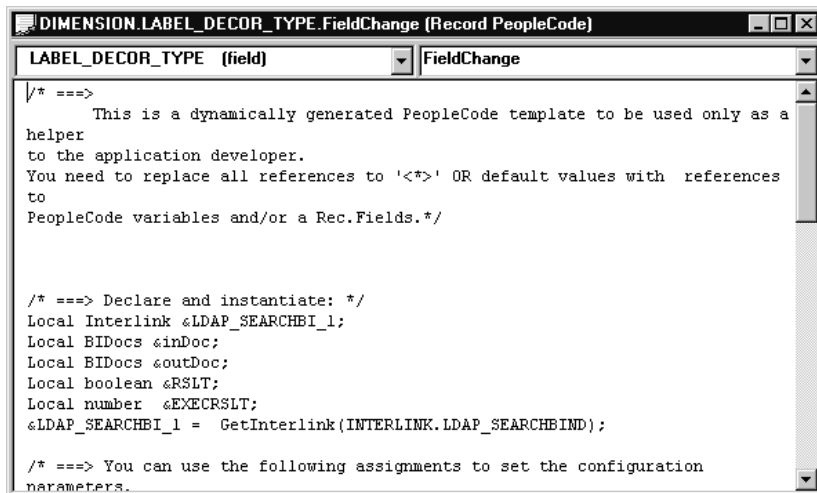 DIMENSION.LABEL_DECOR_TYPE.FieldChange (Record PeopleCode)
LABEL_DECOR_TYPE (field) FieldChange
/* ===>
This is a dynamically generated PeopleCode template to be used only as a
helper
to the application developer.
You need to replace all references to '<*>' OR default values with references
to
PeopleCode variables and/or a Rec.Fields.*/
/* ===> Declare and instantiate: */
Local Interlink &LDAP_SEARCHBI_1;
Local BIDocs &inDoc;
Local BIDocs &outDoc;
Local boolean &RSLT;
Local number &EXECRSLT;
&LDAP_SEARCHBI_1 = GetInterlink(INTERLINK.LDAP_SEARCHBIND);
/* ===> You can use the following assignments to set the configuration
parameters.